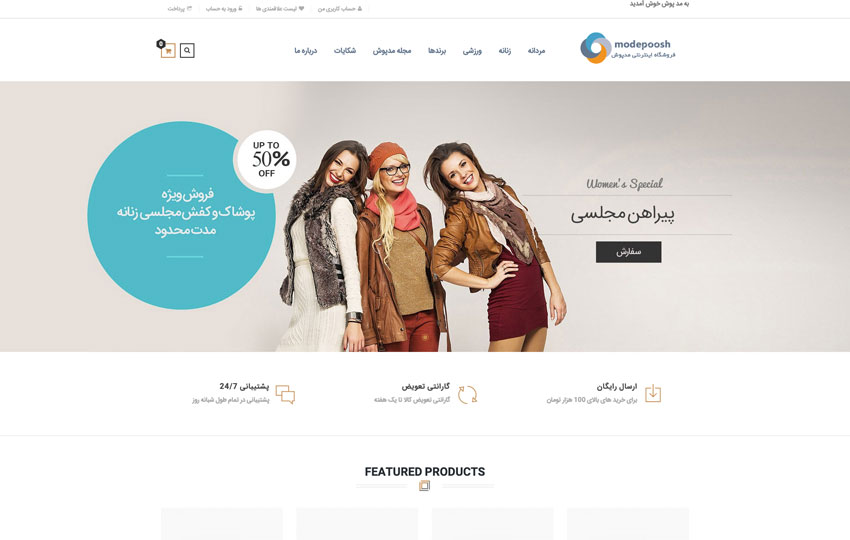 به مد پوش خوش آمدید
حساب کاربری من
لیست علاقمندی ها
ورود به حساب
پرداخت
modepoosh
فروشگاه اینترنتی مدپوش
مردانه
زنانه
ورزشی
برندها
مجله مدپوش
شکایات
درباره ما
0
UP TO
50%
OFF
فروش ویژه
پوشاک و کفش مجلسی زنانه
مدت محدود
Women's Special
پیراهن مجلسی
سفارش
ارسال رایگان
برای خرید های بالای 100 هزار تومان
گارانتی تعویض
گارانتی تعویض کالا تا یک هفته
پشتیبانی 24/7
پشتیبانی در تمام طول شبانه روز
FEATURED PRODUCTS